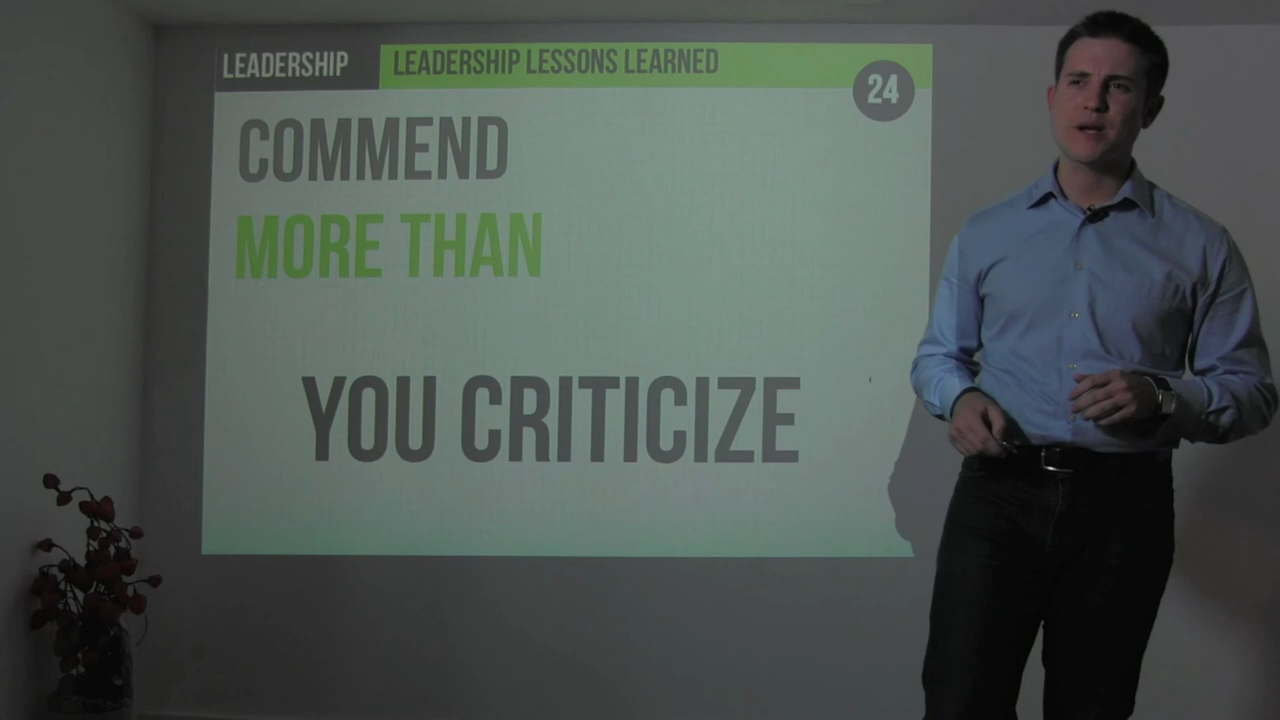 LEADERSHIP
LEADERSHIP LESSONS LEARNED
24
COMMEND
MORE THAN
YOU CRITICIZE